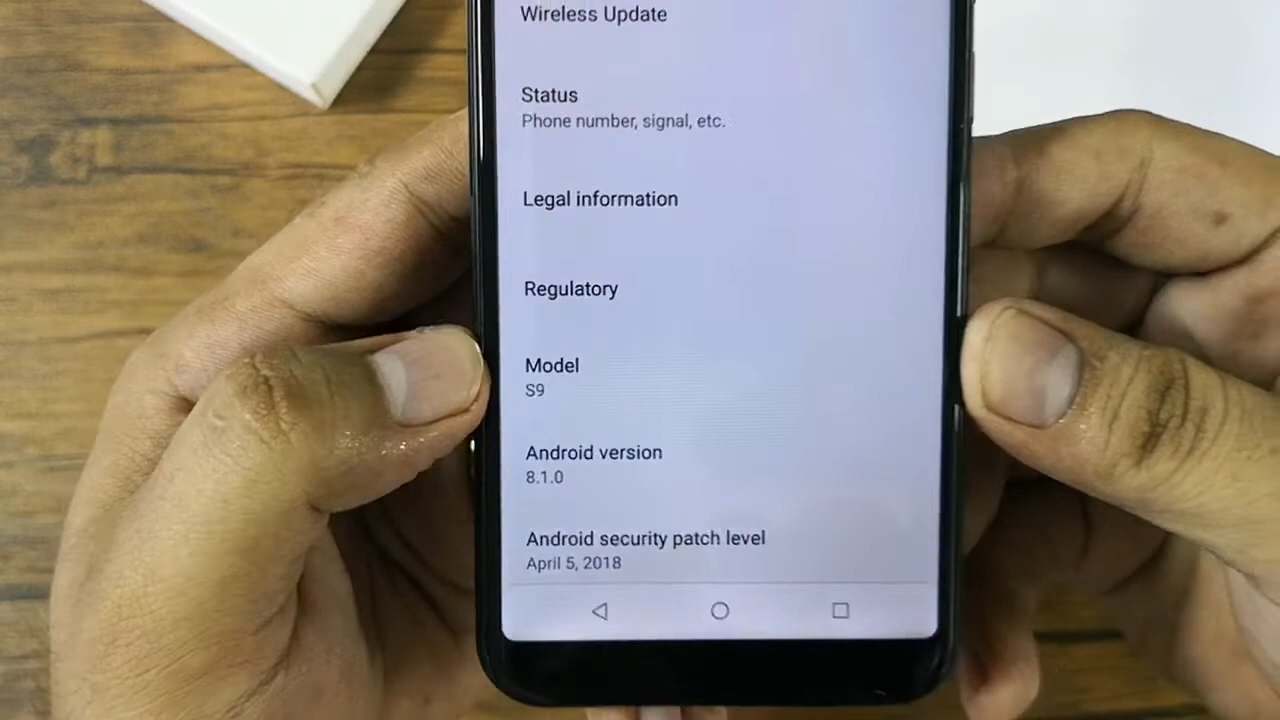 Wireless Update
Status
Phone number, signal, etc.
Legal information
Regulatory
Model
S9
Android version
8.1.0
Android security patch level
April 5, 2018